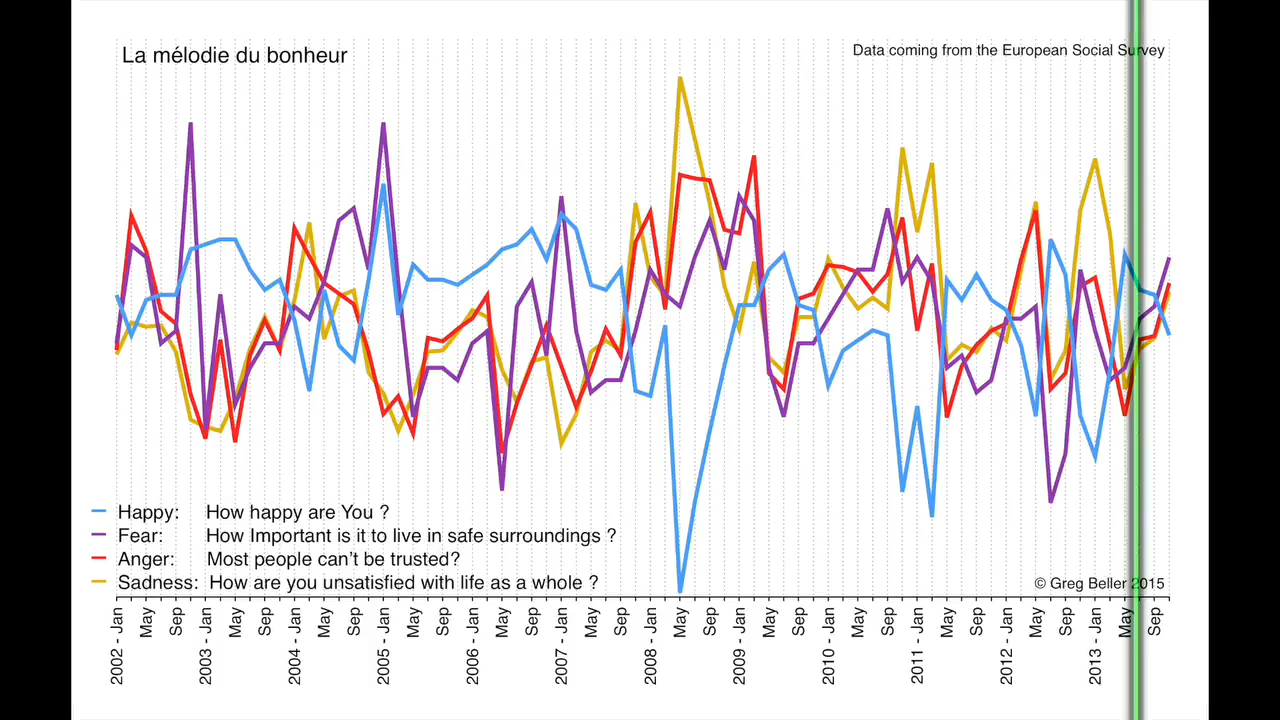 La mélodie du bonheur
Data coming from the European Social Survey
Happy: How happy are You ?
Fear: How Important is it to live in safe surroundings ?
Anger: Most people can't be trusted?
Sadness: How are you unsatisfied with life as a whole ?
© Greg Beller 2015
2002 - Jan
May
Sep
2003 - Jan
May
Sep
2004 - Jan
May
Sep
2005 - Jan
May
Sep
2006 - Jan
May
Sep
2007 - Jan
May
Sep
2008 - Jan
May
Sep
2009 - Jan
May
Sep
2010 - Jan
May
Sep
2011 - Jan
May
Sep
2012 - Jan
May
Sep
2013 - Jan
May
Sep